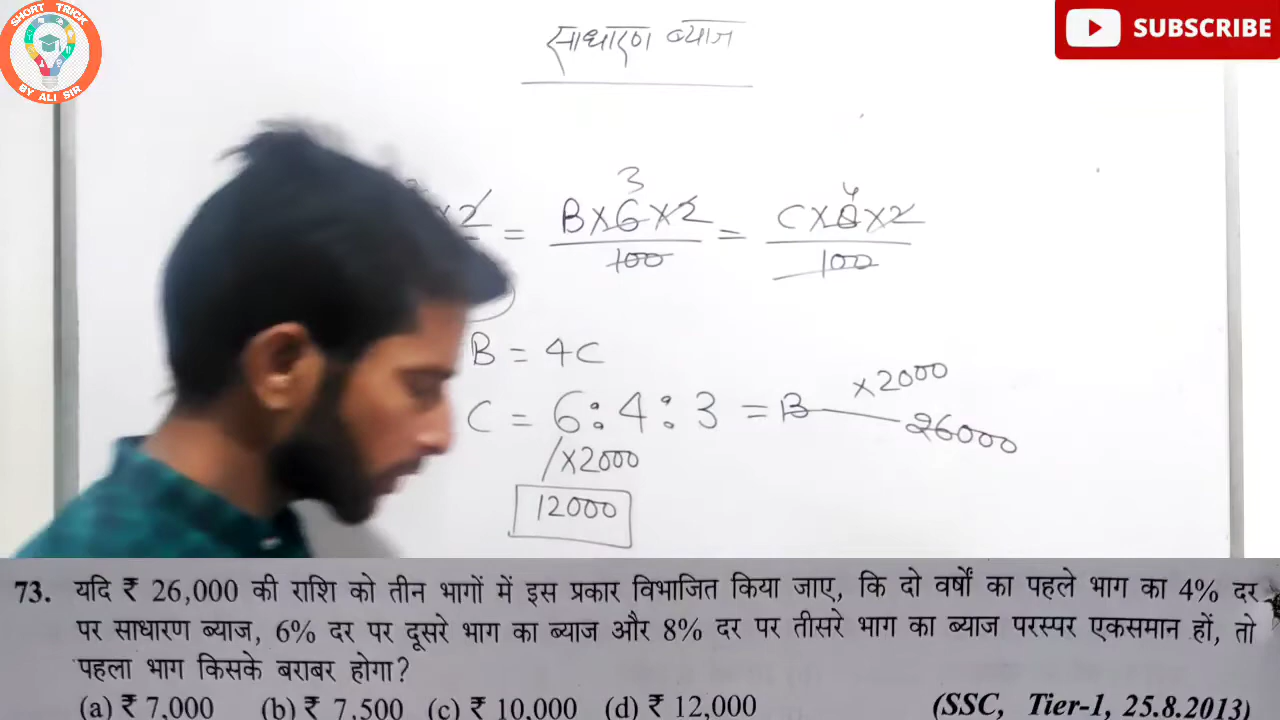 SHORT TRICK
BY ALI SIR
SUBSCRIBE
साधारण ब्याज
×2 = B×6×2 = C×8×2
3
4
100 100
B = 4C
C = 6:4:3 = 13 — 26000
×2000
/×2000
12000
73. यदि ₹ 26,000 की राशि को तीन भागों में इस प्रकार विभाजित किया जाए, कि दो वर्षों का पहले भाग का 4% दर
पर साधारण ब्याज, 6% दर पर दूसरे भाग का ब्याज और 8% दर पर तीसरे भाग का ब्याज परस्पर एकसमान हों, तो
पहला भाग किसके बराबर होगा?
(a) ₹ 7,000 (b) ₹ 7,500 (c) ₹ 10,000 (d) ₹ 12,000 (SSC, Tier-1, 25.8.2013)